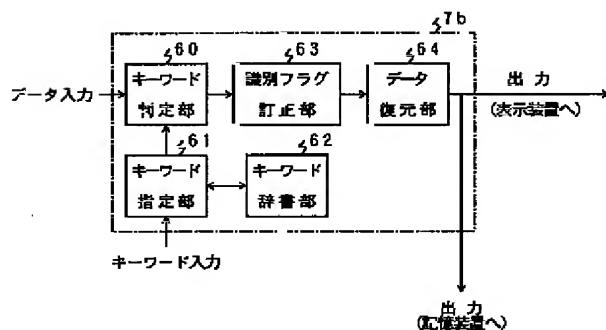 7b
60
63
64
キーワード
判定部
識別フラグ
訂正部
データ
復元部
データ入力
出力
(表示装置へ)
61
62
キーワード
指定部
キーワード
辞書部
キーワード入力
出力
(記憶装置へ)